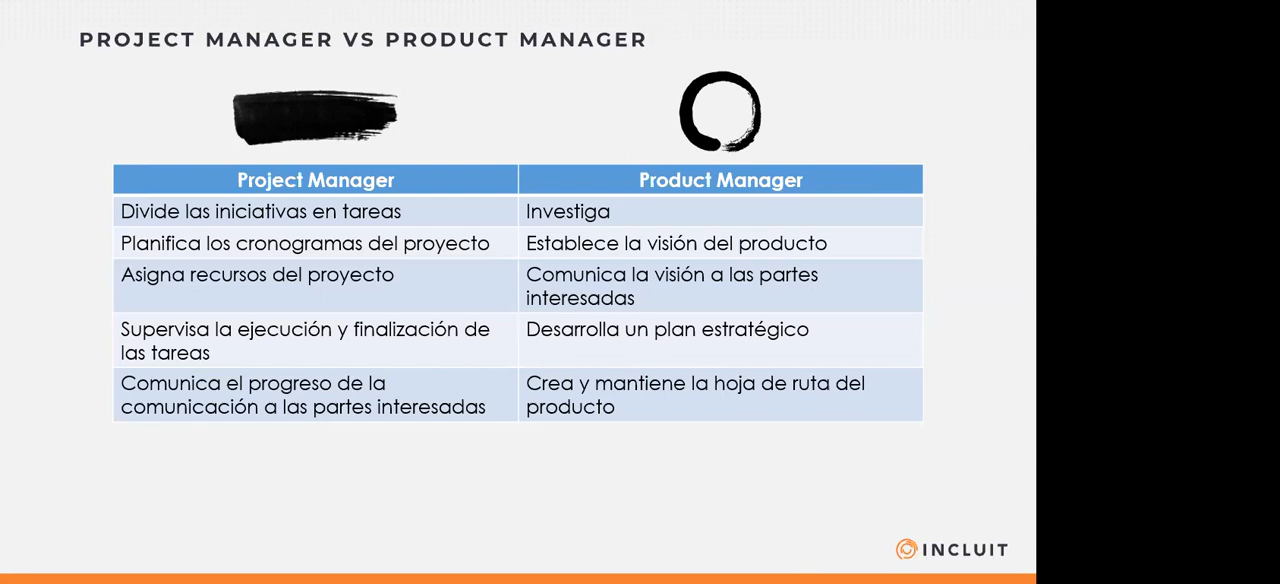 PROJECT MANAGER VS PRODUCT MANAGER
Project Manager
Product Manager
Divide las iniciativas en tareas
Investiga
Planifica los cronogramas del proyecto
Establece la visión del producto
Asigna recursos del proyecto
Comunica la visión a las partes
interesadas
Supervisa la ejecución y finalización de
las tareas
Desarrolla un plan estratégico
Comunica el progreso de la
comunicación a las partes interesadas
Crea y mantiene la hoja de ruta del
producto
INCLUIT